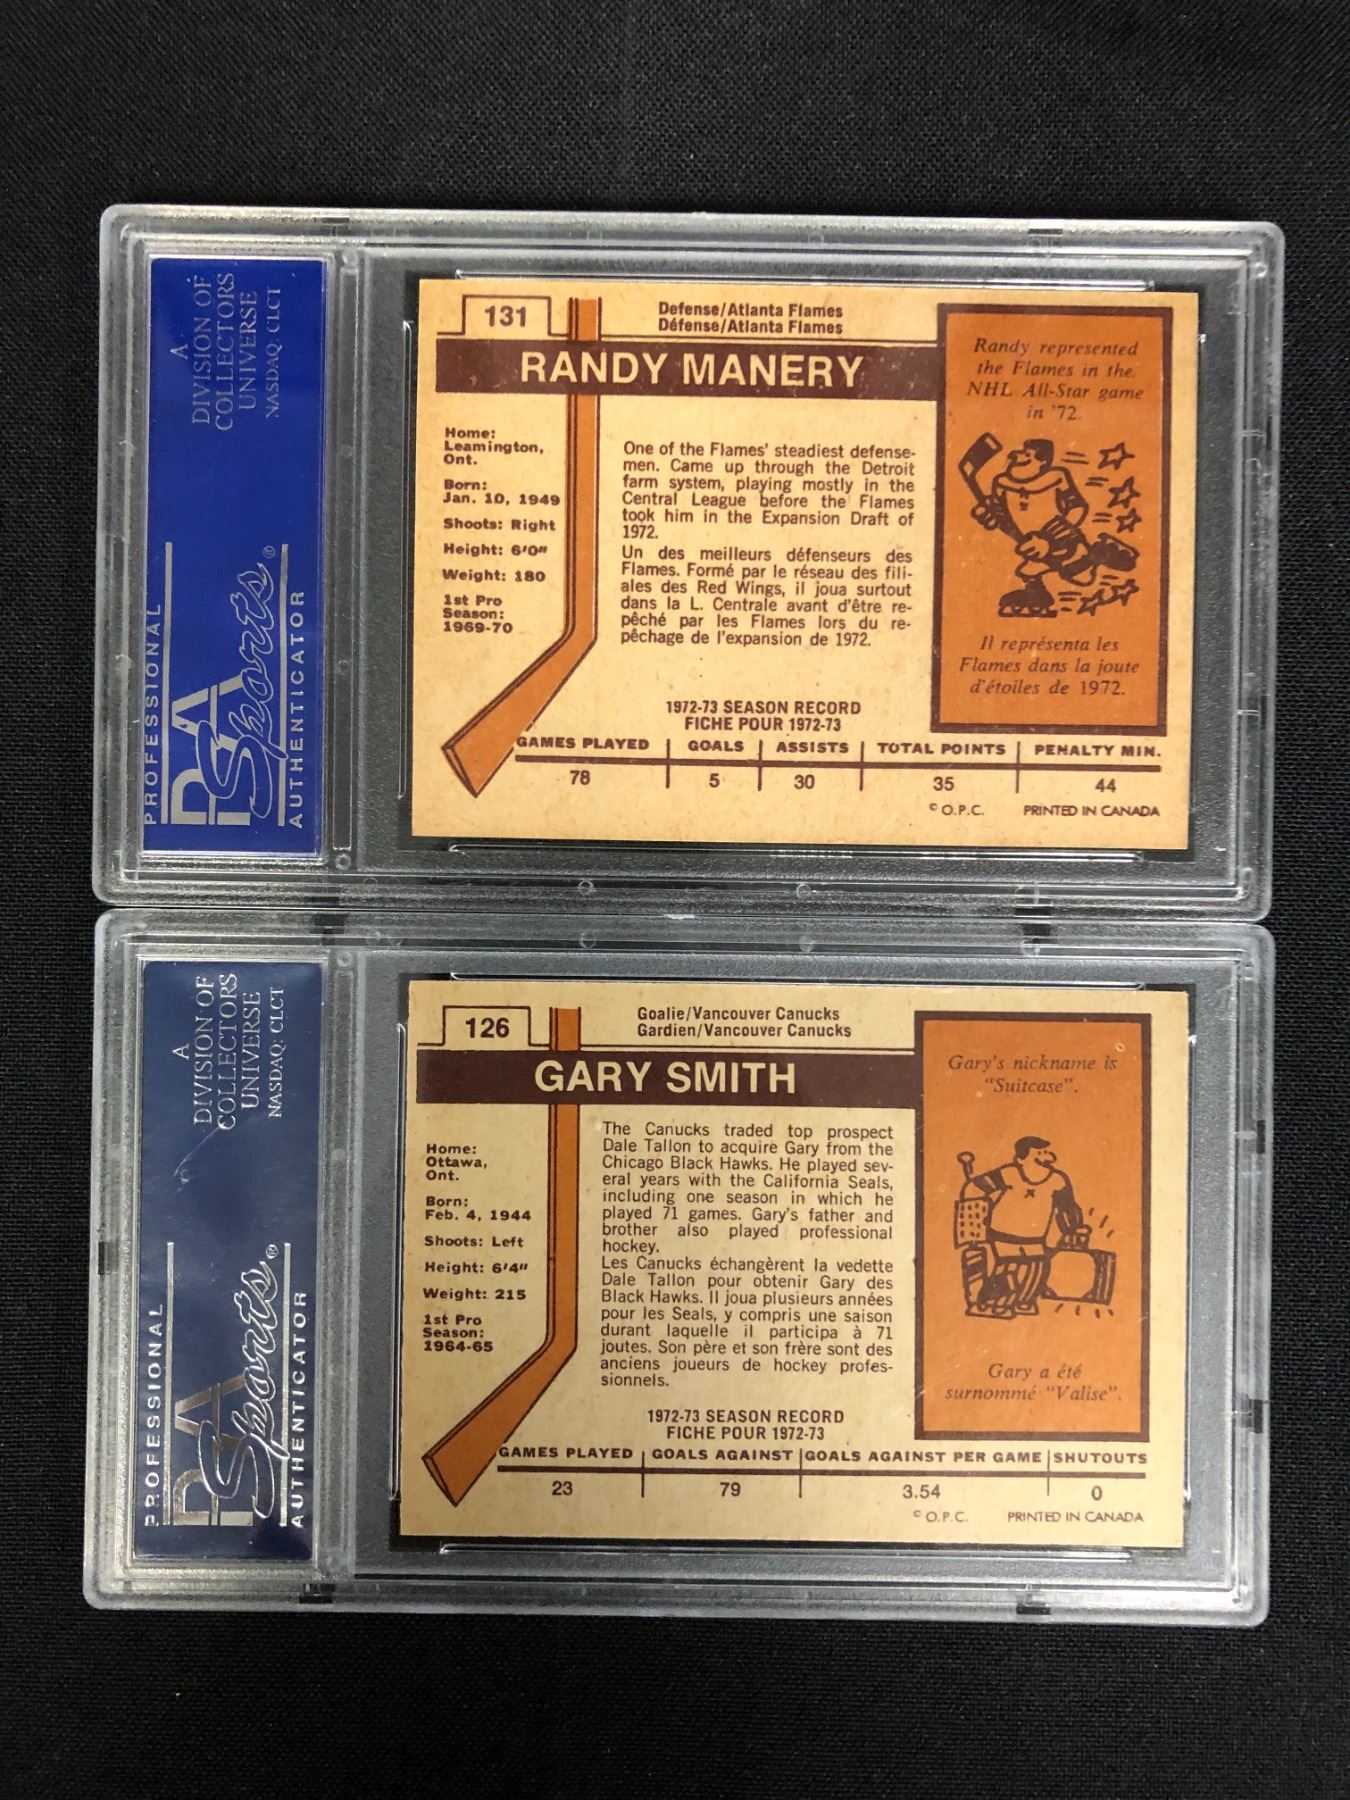 A
DIVISION OF
COLLECTORS
UNIVERSE
NASDAQ: CLCT
PROFESSIONAL
PSA
Sports®
AUTHENTICATOR
131
Defense/Atlanta Flames
Défense/Atlanta Flames
RANDY MANERY
Home:
Leamington,
Ont.
Born:
Jan. 10, 1949
Shoots: Right
Height: 6'0"
Weight: 180
1st Pro
Season:
1969-70
One of the Flames' steadiest defense-
men. Came up through the Detroit
farm system, playing mostly in the
Central League before the Flames
took him in the Expansion Draft of
1972.
Un des meilleurs défenseurs des
Flames. Formé par le réseau des fili-
ales des Red Wings, il joua surtout
dans la L. Centrale avant d'être re-
pêché par les Flames lors du re-
pêchage de l'expansion de 1972.
Randy represented
the Flames in the
NHL All-Star game
in '72.
Il représenta les
Flames dans la joute
d'étoiles de 1972.
1972-73 SEASON RECORD
FICHE POUR 1972-73
GAMES PLAYED GOALS ASSISTS TOTAL POINTS PENALTY MIN.
78 5 30 35 44
© O.P.C. PRINTED IN CANADA
A
DIVISION OF
COLLECTORS
UNIVERSE
NASDAQ: CLCT
PROFESSIONAL
PSA
Sports®
AUTHENTICATOR
126
Goalie/Vancouver Canucks
Gardien/Vancouver Canucks
GARY SMITH
Home:
Ottawa,
Ont.
Born:
Feb. 4, 1944
Shoots: Left
Height: 6'4"
Weight: 215
1st Pro
Season:
1964-65
The Canucks traded top prospect
Dale Tallon to acquire Gary from the
Chicago Black Hawks. He played sev-
eral years with the California Seals,
including one season in which he
played 71 games. Gary's father and
brother also played professional
hockey.
Les Canucks échangèrent la vedette
Dale Tallon pour obtenir Gary des
Black Hawks. Il joua plusieurs années
pour les Seals, y compris une saison
durant laquelle il participa à 71
joutes. Son père et son frère sont des
anciens joueurs de hockey profes-
sionnels.
Gary's nickname is
"Suitcase".
Gary a été
surnommé "Valise".
1972-73 SEASON RECORD
FICHE POUR 1972-73
GAMES PLAYED GOALS AGAINST GOALS AGAINST PER GAME SHUTOUTS
23 79 3.54 0
© O.P.C. PRINTED IN CANADA